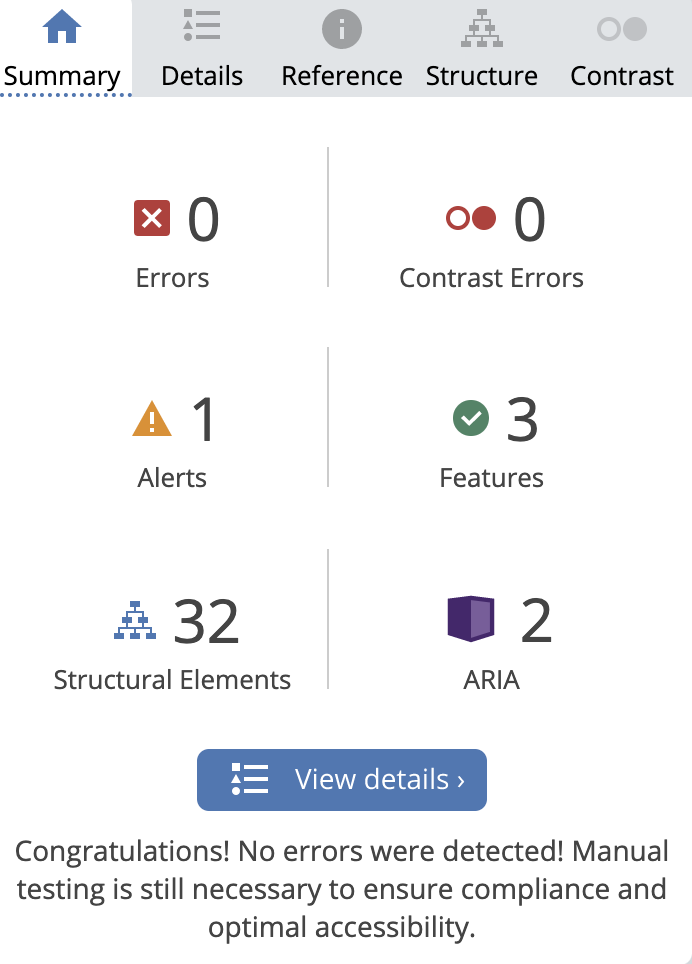 Summary
Details
Reference
Structure
Contrast
0
Errors
0
Contrast Errors
1
Alerts
3
Features
32
Structural Elements
2
ARIA
View details ›
Congratulations! No errors were detected! Manual
testing is still necessary to ensure compliance and
optimal accessibility.